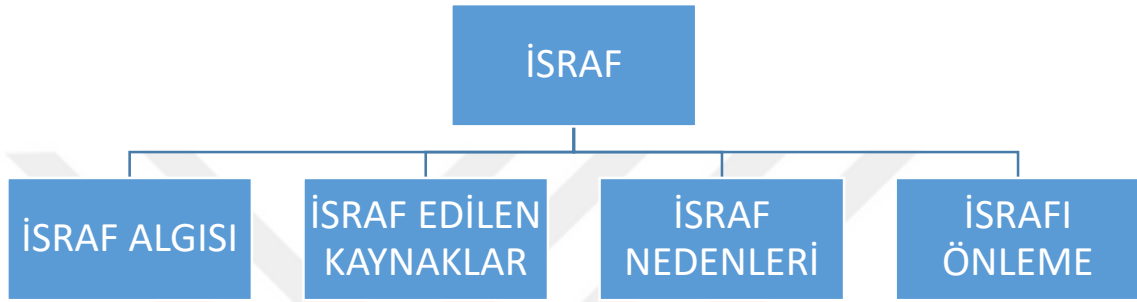 İSRAF
İSRAF ALGISI
İSRAF EDİLEN
KAYNAKLAR
İSRAF
NEDENLERİ
İSRAFI
ÖNLEME